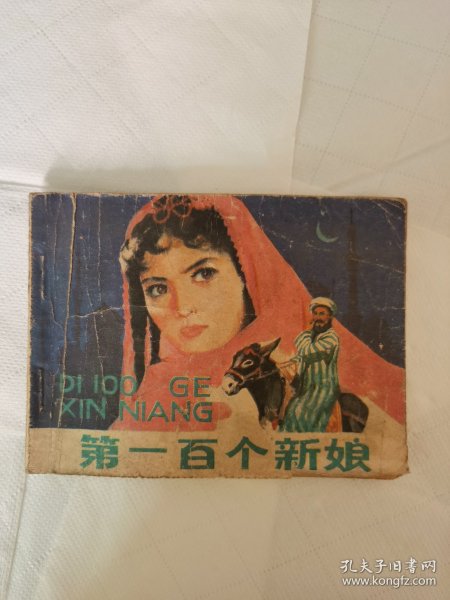 DI 100 GE
XIN NIANG
第一百个新娘
孔夫子旧书网
www.kongfz.com